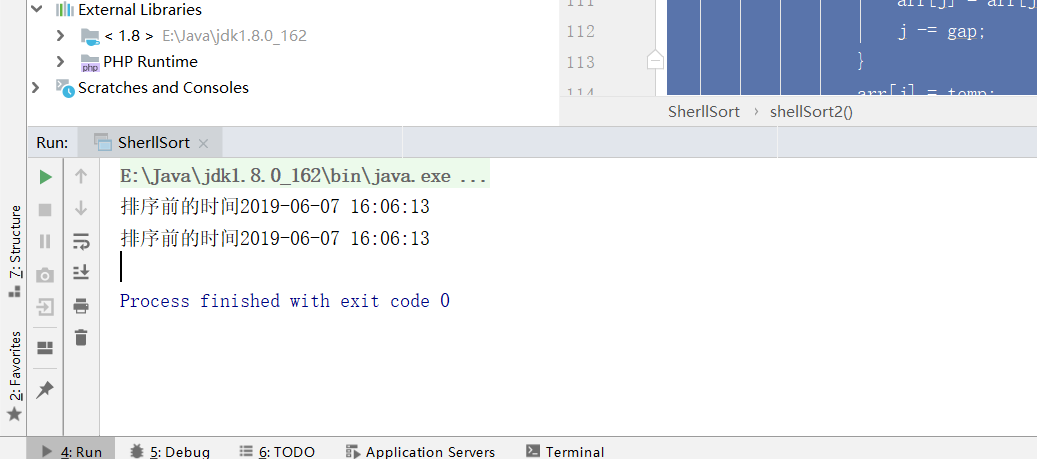 External Libraries
< 1.8 > E:\Java\jdk1.8.0_162
PHP Runtime
Scratches and Consoles
111 arr[j] = arr[j
112 j -= gap;
113 }
114 arr[j] = temp;
SherllSort › shellSort2()
Run: SherllSort ×
E:\Java\jdk1.8.0_162\bin\java.exe ...
排序前的时间2019-06-07 16:06:13
排序前的时间2019-06-07 16:06:13
Process finished with exit code 0
7: Structure
2: Favorites
4: Run 5: Debug 6: TODO Application Servers Terminal